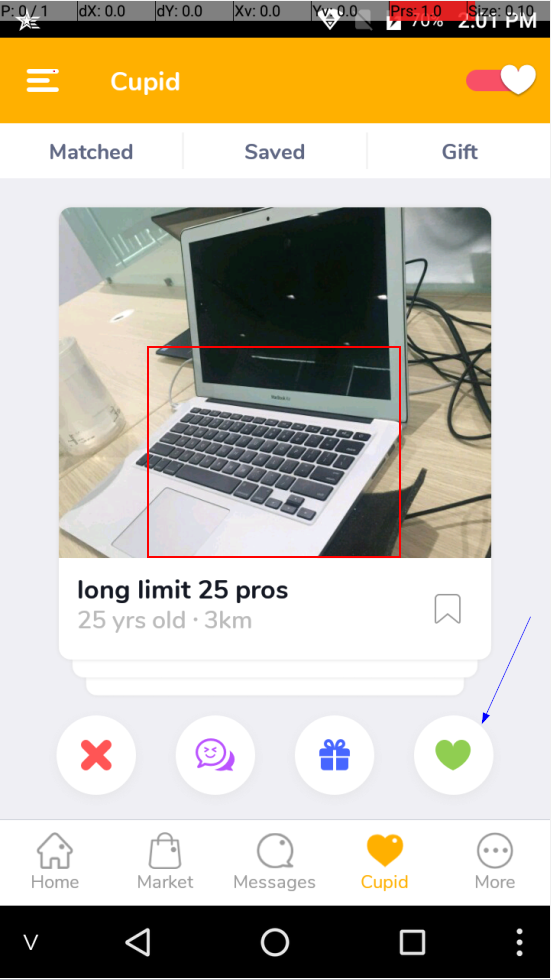 P: 0 / 1 dX: 0.0 dY: 0.0 Xv: 0.0 Yv: 0.0 Prs: 1.0 Size: 0.10
70% 2:01 PM
Cupid
Matched Saved Gift
MacBook Air
long limit 25 pros
25 yrs old · 3km
Home Market Messages Cupid More